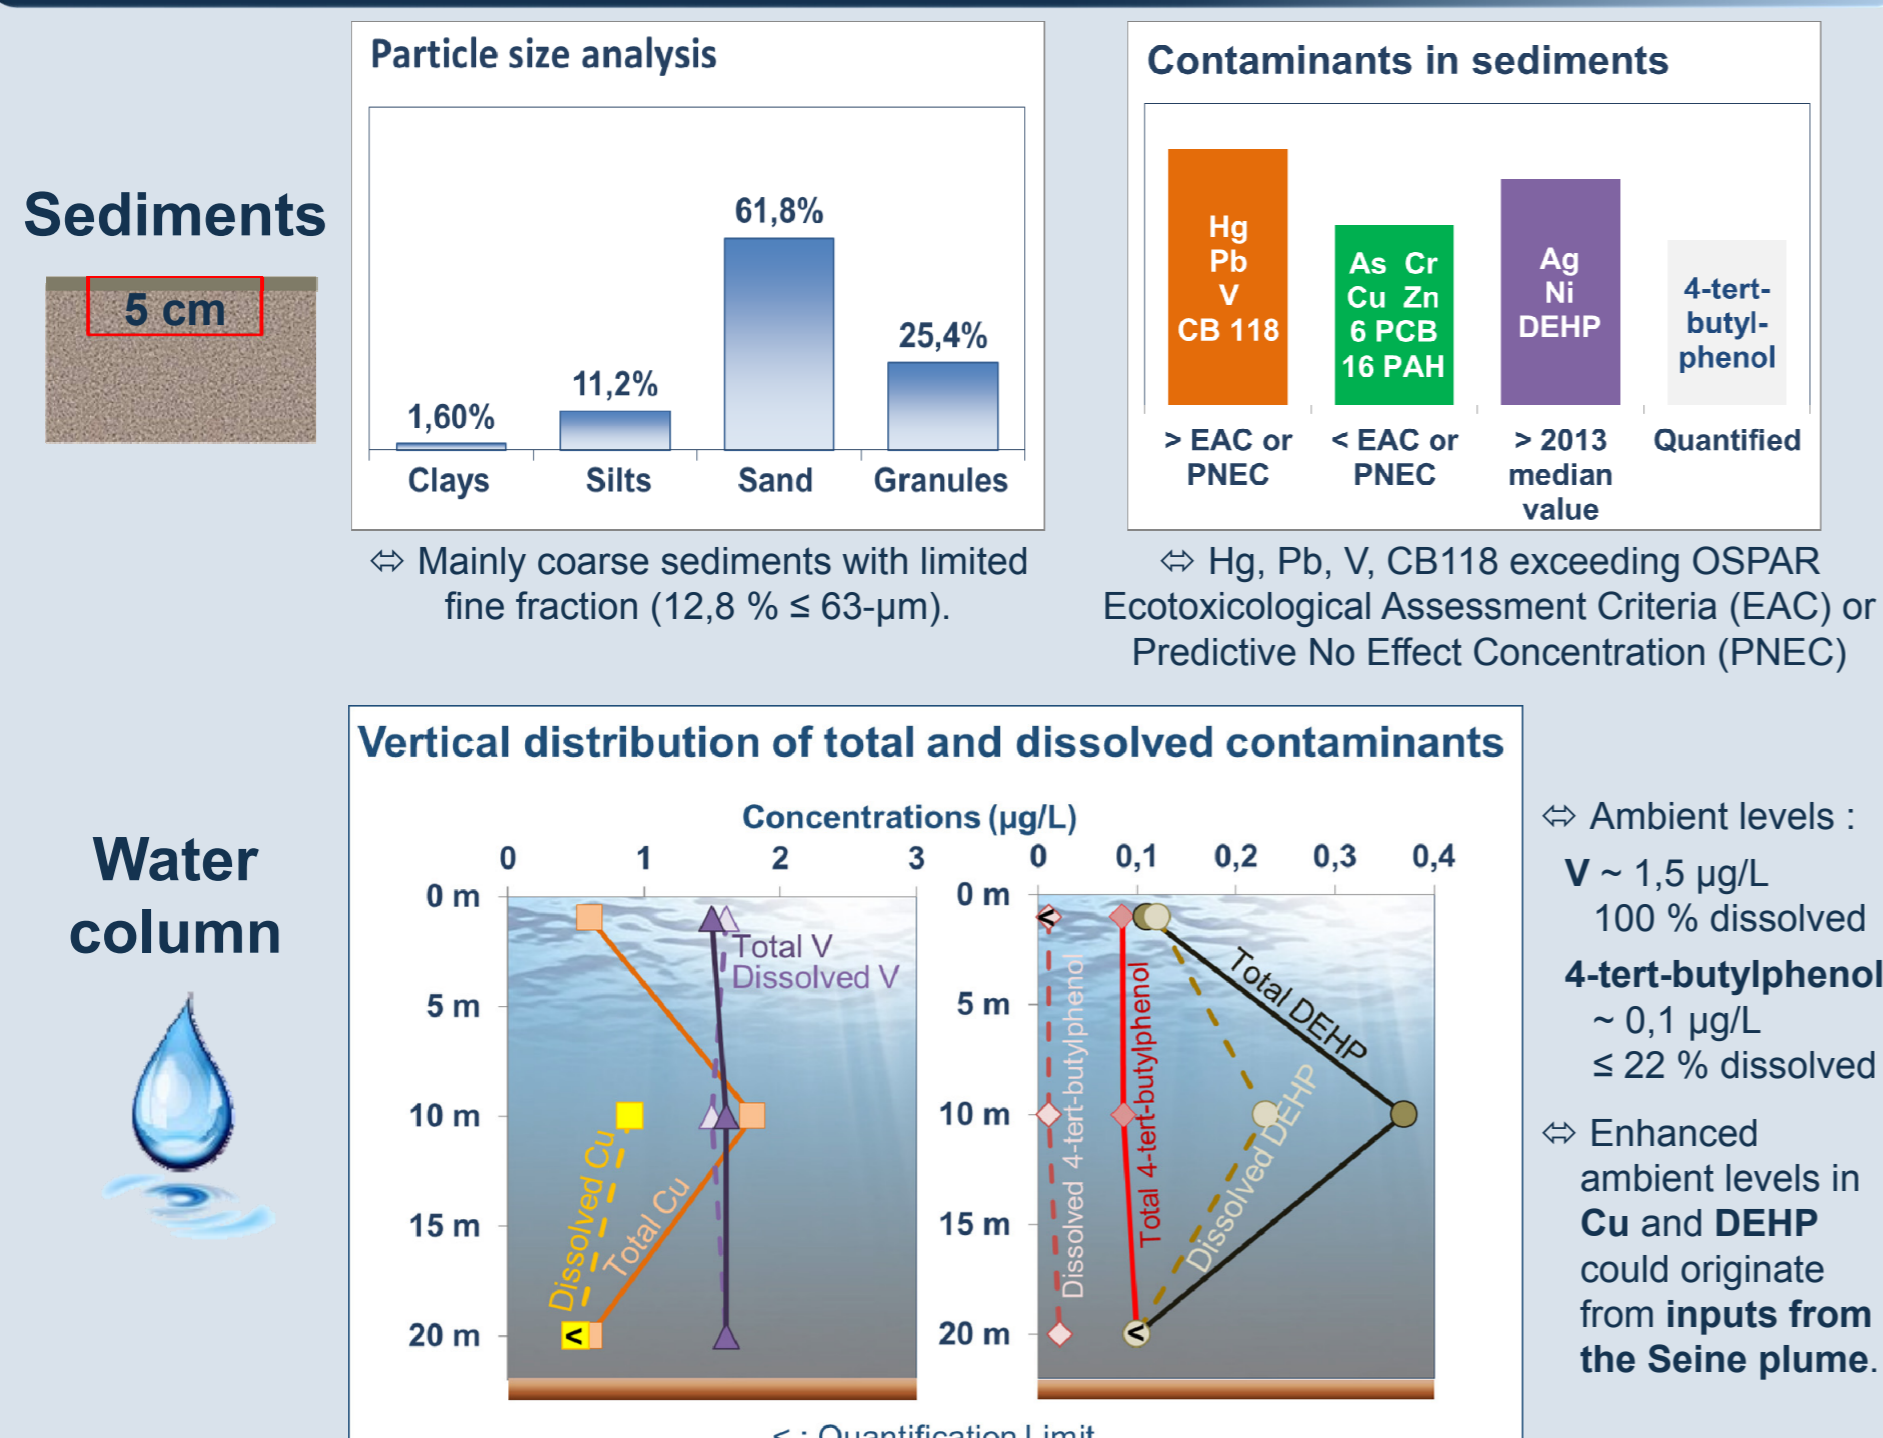 Sediments
5 cm
Particle size analysis
61,8%
25,4%
11,2%
1,60%
Clays Silts Sand Granules
⇔ Mainly coarse sediments with limited
fine fraction (12,8 % ≤ 63-µm).
Contaminants in sediments
Hg
Pb
V
CB 118
As Cr
Cu Zn
6 PCB
16 PAH
Ag
Ni
DEHP
4-tert-
butyl-
phenol
> EAC or
PNEC
< EAC or
PNEC
> 2013
median
value
Quantified
⇔ Hg, Pb, V, CB118 exceeding OSPAR
Ecotoxicological Assessment Criteria (EAC) or
Predictive No Effect Concentration (PNEC)
Water
column
Vertical distribution of total and dissolved contaminants
Concentrations (µg/L)
0 1 2 3
0 m
5 m
10 m
15 m
20 m
Total V
Dissolved V
Dissolved Cu
Total Cu
<
0 0,1 0,2 0,3 0,4
0 m
5 m
10 m
15 m
20 m
<
Dissolved 4-tert-butylphenol
Total 4-tert-butylphenol
Total DEHP
Dissolved DEHP
<
< : Quantification Limit
⇔ Ambient levels :
V ~ 1,5 µg/L
100 % dissolved
4-tert-butylphenol
~ 0,1 µg/L
≤ 22 % dissolved
⇔ Enhanced
ambient levels in
Cu and DEHP
could originate
from inputs from
the Seine plume.